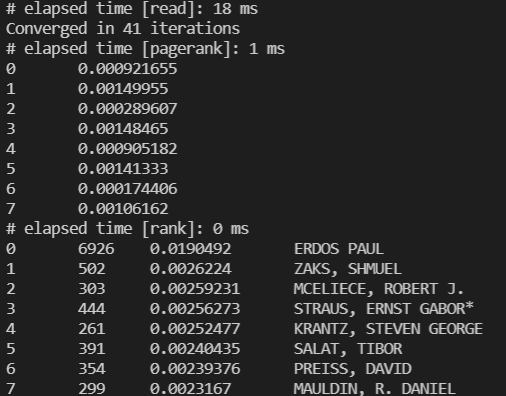 # elapsed time [read]: 18 ms
Converged in 41 iterations
# elapsed time [pagerank]: 1 ms
0 0.000921655
1 0.00149955
2 0.000289607
3 0.00148465
4 0.000905182
5 0.00141333
6 0.000174406
7 0.00106162
# elapsed time [rank]: 0 ms
0 6926 0.0190492 ERDOS PAUL
1 502 0.0026224 ZAKS, SHMUEL
2 303 0.00259231 MCELIECE, ROBERT J.
3 444 0.00256273 STRAUS, ERNST GABOR*
4 261 0.00252477 KRANTZ, STEVEN GEORGE
5 391 0.00240435 SALAT, TIBOR
6 354 0.00239376 PREISS, DAVID
7 299 0.0023167 MAULDIN, R. DANIEL